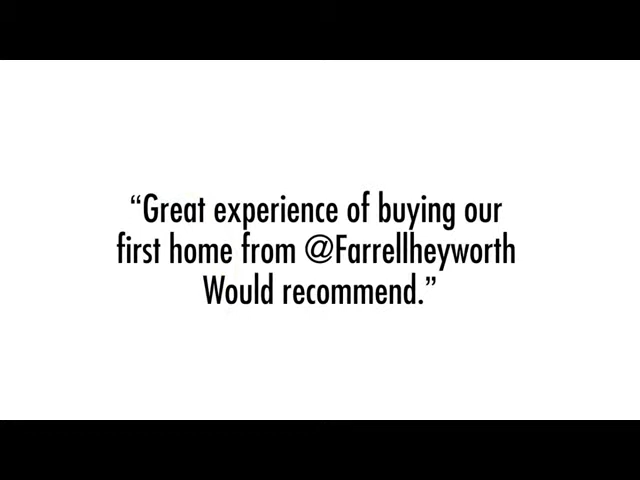 “Great experience of buying our
first home from @Farrellheyworth
Would recommend.”